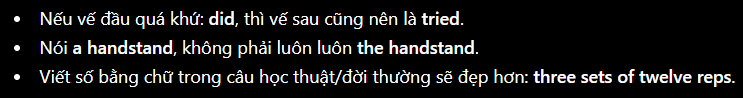 • Nếu vế đầu quá khứ: did, thì vế sau cũng nên là tried.
• Nói a handstand, không phải luôn luôn the handstand.
• Viết số bằng chữ trong câu học thuật/đời thường sẽ đẹp hơn: three sets of twelve reps.